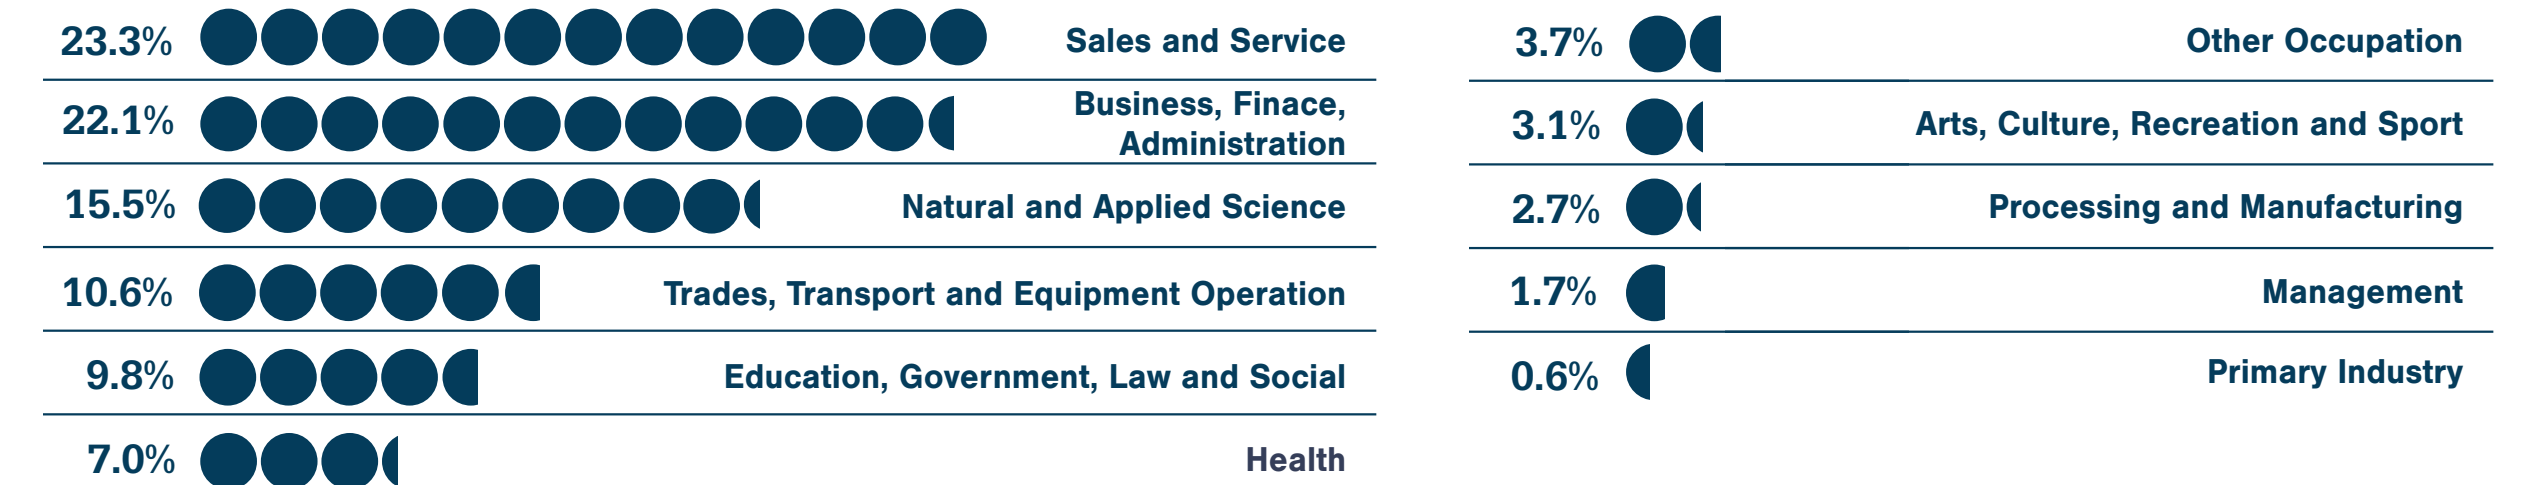 23.3% Sales and Service
22.1% Business, Finace,
Administration
15.5% Natural and Applied Science
10.6% Trades, Transport and Equipment Operation
9.8% Education, Government, Law and Social
7.0% Health
3.7% Other Occupation
3.1% Arts, Culture, Recreation and Sport
2.7% Processing and Manufacturing
1.7% Management
0.6% Primary Industry